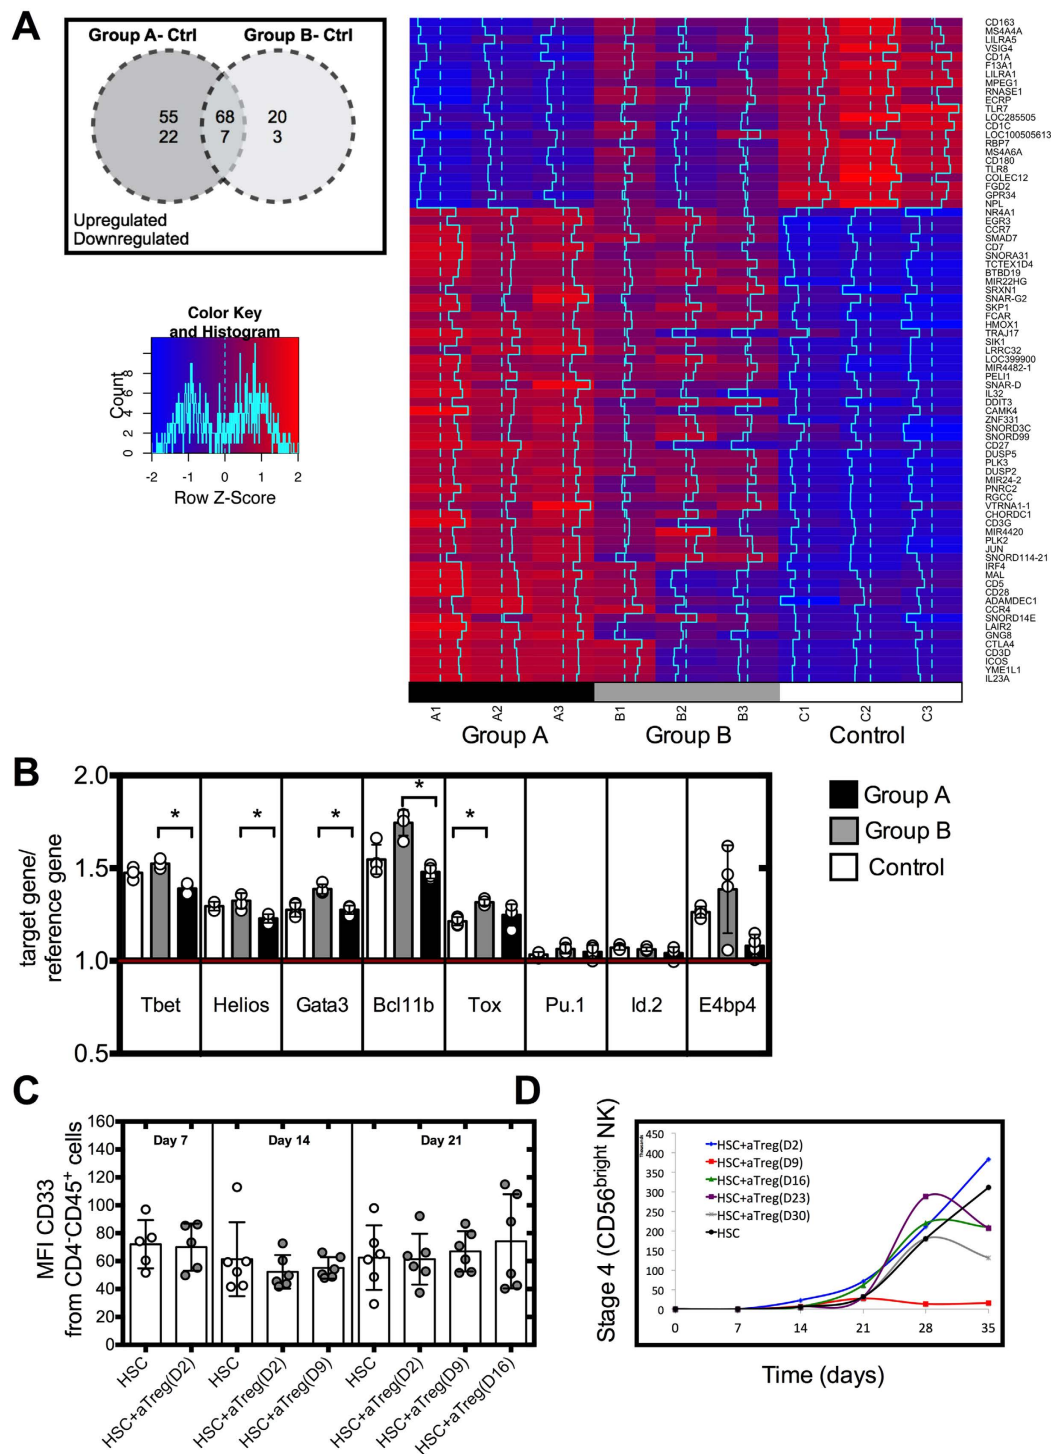 A
Group A- Ctrl
Group B- Ctrl
55 68 20
22 7 3
Upregulated
Downregulated
Color Key
and Histogram
Count
0 2 4 6 8
-2 -1 0 1 2
Row Z-Score
CD163
MS4A4A
LILRA5
VSIG4
CD1A
F13A1
LILRA1
MPEG1
RNASE1
ECRP
TLR7
LOC285505
CD1C
LOC100505613
RBP7
MS4A6A
CD180
TLR8
COLEC12
FGD2
GPR34
NPL
NR4A1
EGR3
CCR7
SMAD7
CD7
SNORA31
TCTEX1D4
BTBD19
MIR22HG
SRXN1
SNAR-G2
SKP1
FCAR
HMOX1
TRAJ17
SIK1
LRRC32
LOC399900
MIR4482-1
PELI1
SNAR-D
IL32
DDIT3
CAMK4
ZNF331
SNORD3C
SNORD99
CD27
DUSP5
PLK3
DUSP2
MIR24-2
PNRC2
RGCC
VTRNA1-1
CHORDC1
CD3G
MIR4420
PLK2
JUN
SNORD114-21
IRF4
MAL
CD5
CD28
ADAMDEC1
CCR4
SNORD14E
LAIR2
GNG8
CTLA4
CD3D
ICOS
YME1L1
IL23A
A1 A2 A3 B1 B2 B3 C1 C2 C3
Group A Group B Control
B
target gene/
reference gene
2.0
1.5
1.0
0.5
* * * * *
Tbet Helios Gata3 Bcl11b Tox Pu.1 Id.2 E4bp4
Group A
Group B
Control
C
MFI CD33
from CD4-CD45+ cells
160
140
120
100
80
60
40
20
0
Day 7 Day 14 Day 21
HSC
HSC+aTreg(D2)
HSC
HSC+aTreg(D2)
HSC+aTreg(D9)
HSC
HSC+aTreg(D2)
HSC+aTreg(D9)
HSC+aTreg(D16)
D
Stage 4 (CD56bright NK)
Thousands
450
400
350
300
250
200
150
100
50
0
HSC+aTreg(D2)
HSC+aTreg(D9)
HSC+aTreg(D16)
HSC+aTreg(D23)
HSC+aTreg(D30)
HSC
0 7 14 21 28 35
Time (days)